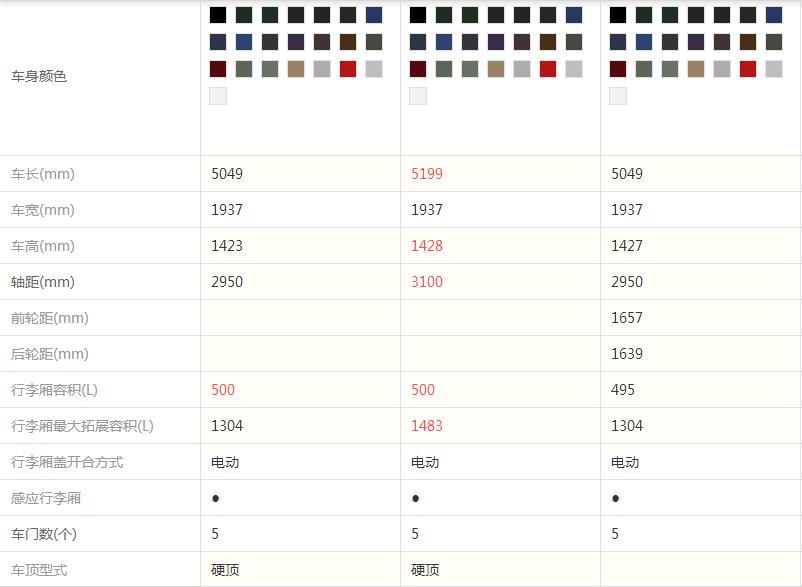 车身颜色
车长(mm) 5049 5199 5049
车宽(mm) 1937 1937 1937
车高(mm) 1423 1428 1427
轴距(mm) 2950 3100 2950
前轮距(mm) 1657
后轮距(mm) 1639
行李厢容积(L) 500 500 495
行李厢最大拓展容积(L) 1304 1483 1304
行李厢盖开合方式 电动 电动 电动
感应行李厢 ● ● ●
车门数(个) 5 5 5
车顶型式 硬顶 硬顶